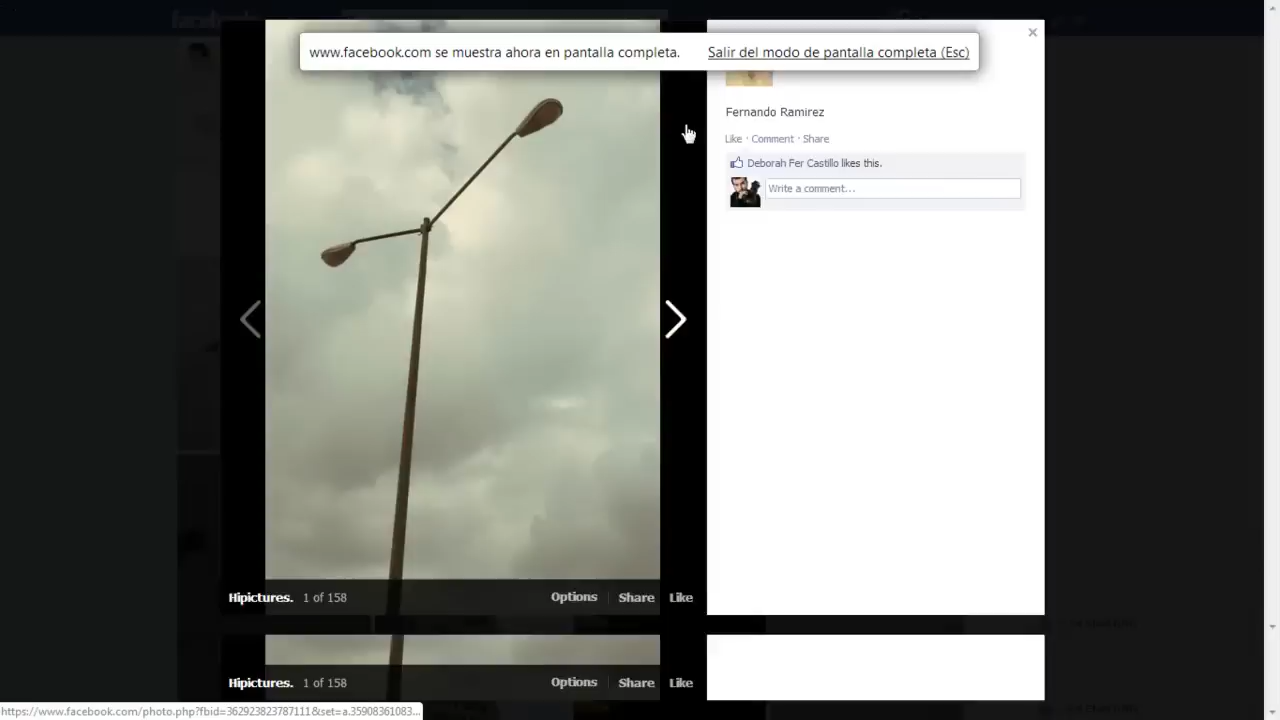 www.facebook.com se muestra ahora en pantalla completa. Salir del modo de pantalla completa (Esc)
Fernando Ramirez
Like · Comment · Share
Deborah Fer Castillo likes this.
Write a comment...
Hipictures. 1 of 158 Options Share Like
Hipictures. 1 of 158 Options Share Like
https://www.facebook.com/photo.php?fbid=362923823787111&set=a.35908361083...